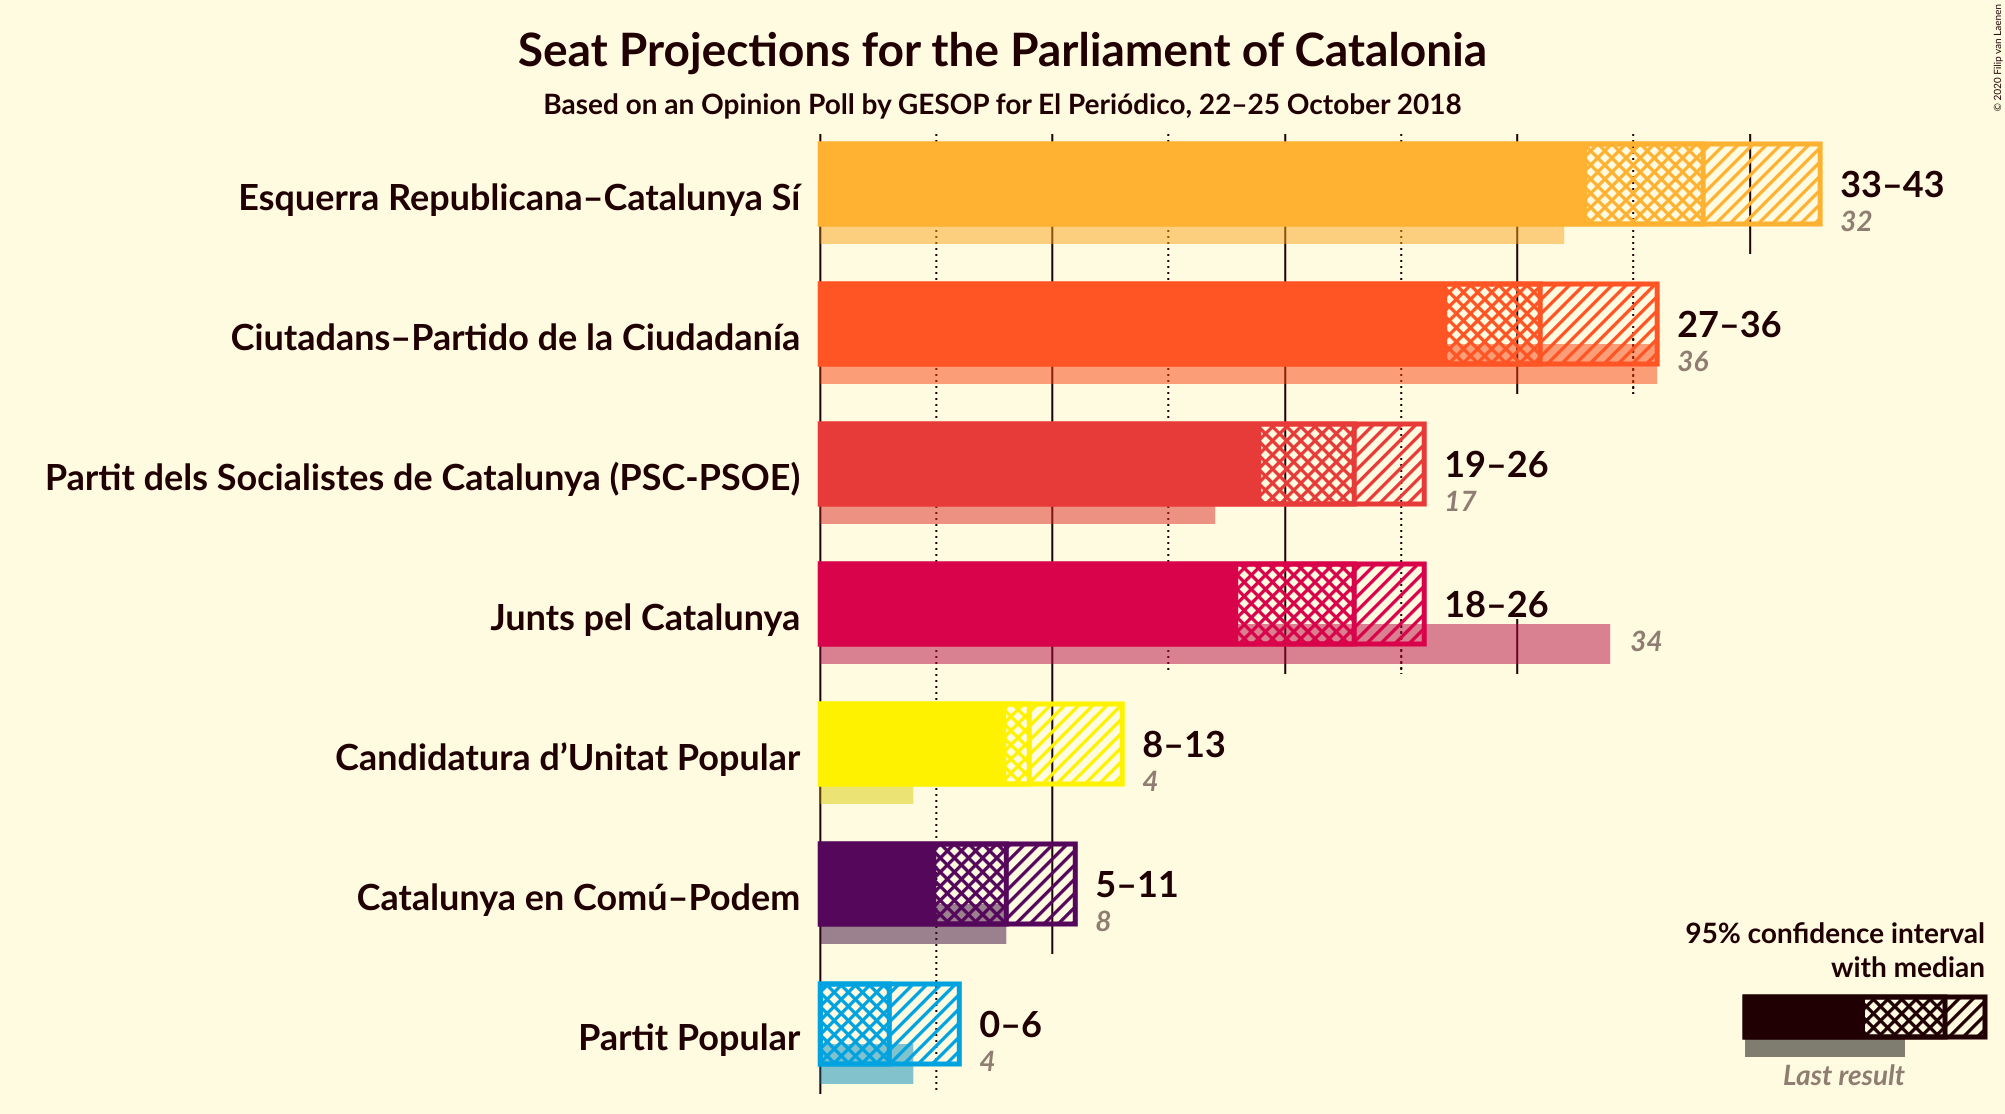 Seat Projections for the Parliament of Catalonia
Based on an Opinion Poll by GESOP for El Periódico, 22–25 October 2018
© 2020 Filip van Laenen
Esquerra Republicana–Catalunya Sí
33–43
32
Ciutadans–Partido de la Ciudadanía
27–36
36
Partit dels Socialistes de Catalunya (PSC-PSOE)
19–26
17
Junts pel Catalunya
18–26
34
Candidatura d’Unitat Popular
8–13
4
Catalunya en Comú–Podem
5–11
8
Partit Popular
0–6
4
95% confidence interval
with median
Last result